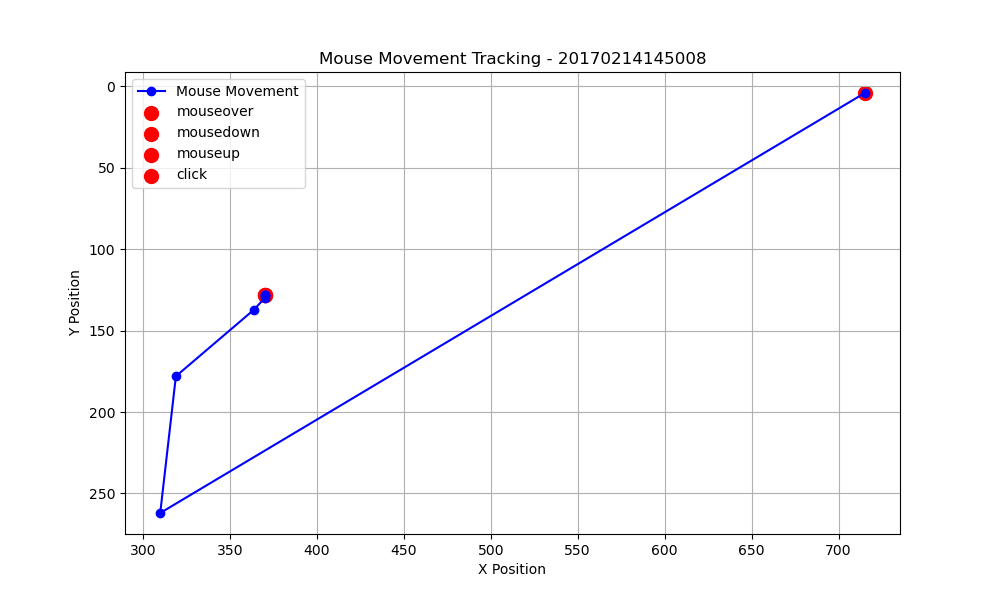 Mouse Movement Tracking - 20170214145008
Mouse Movement
mouseover
mousedown
mouseup
click
0
50
100
150
200
250
Y Position
300 350 400 450 500 550 600 650 700
X Position